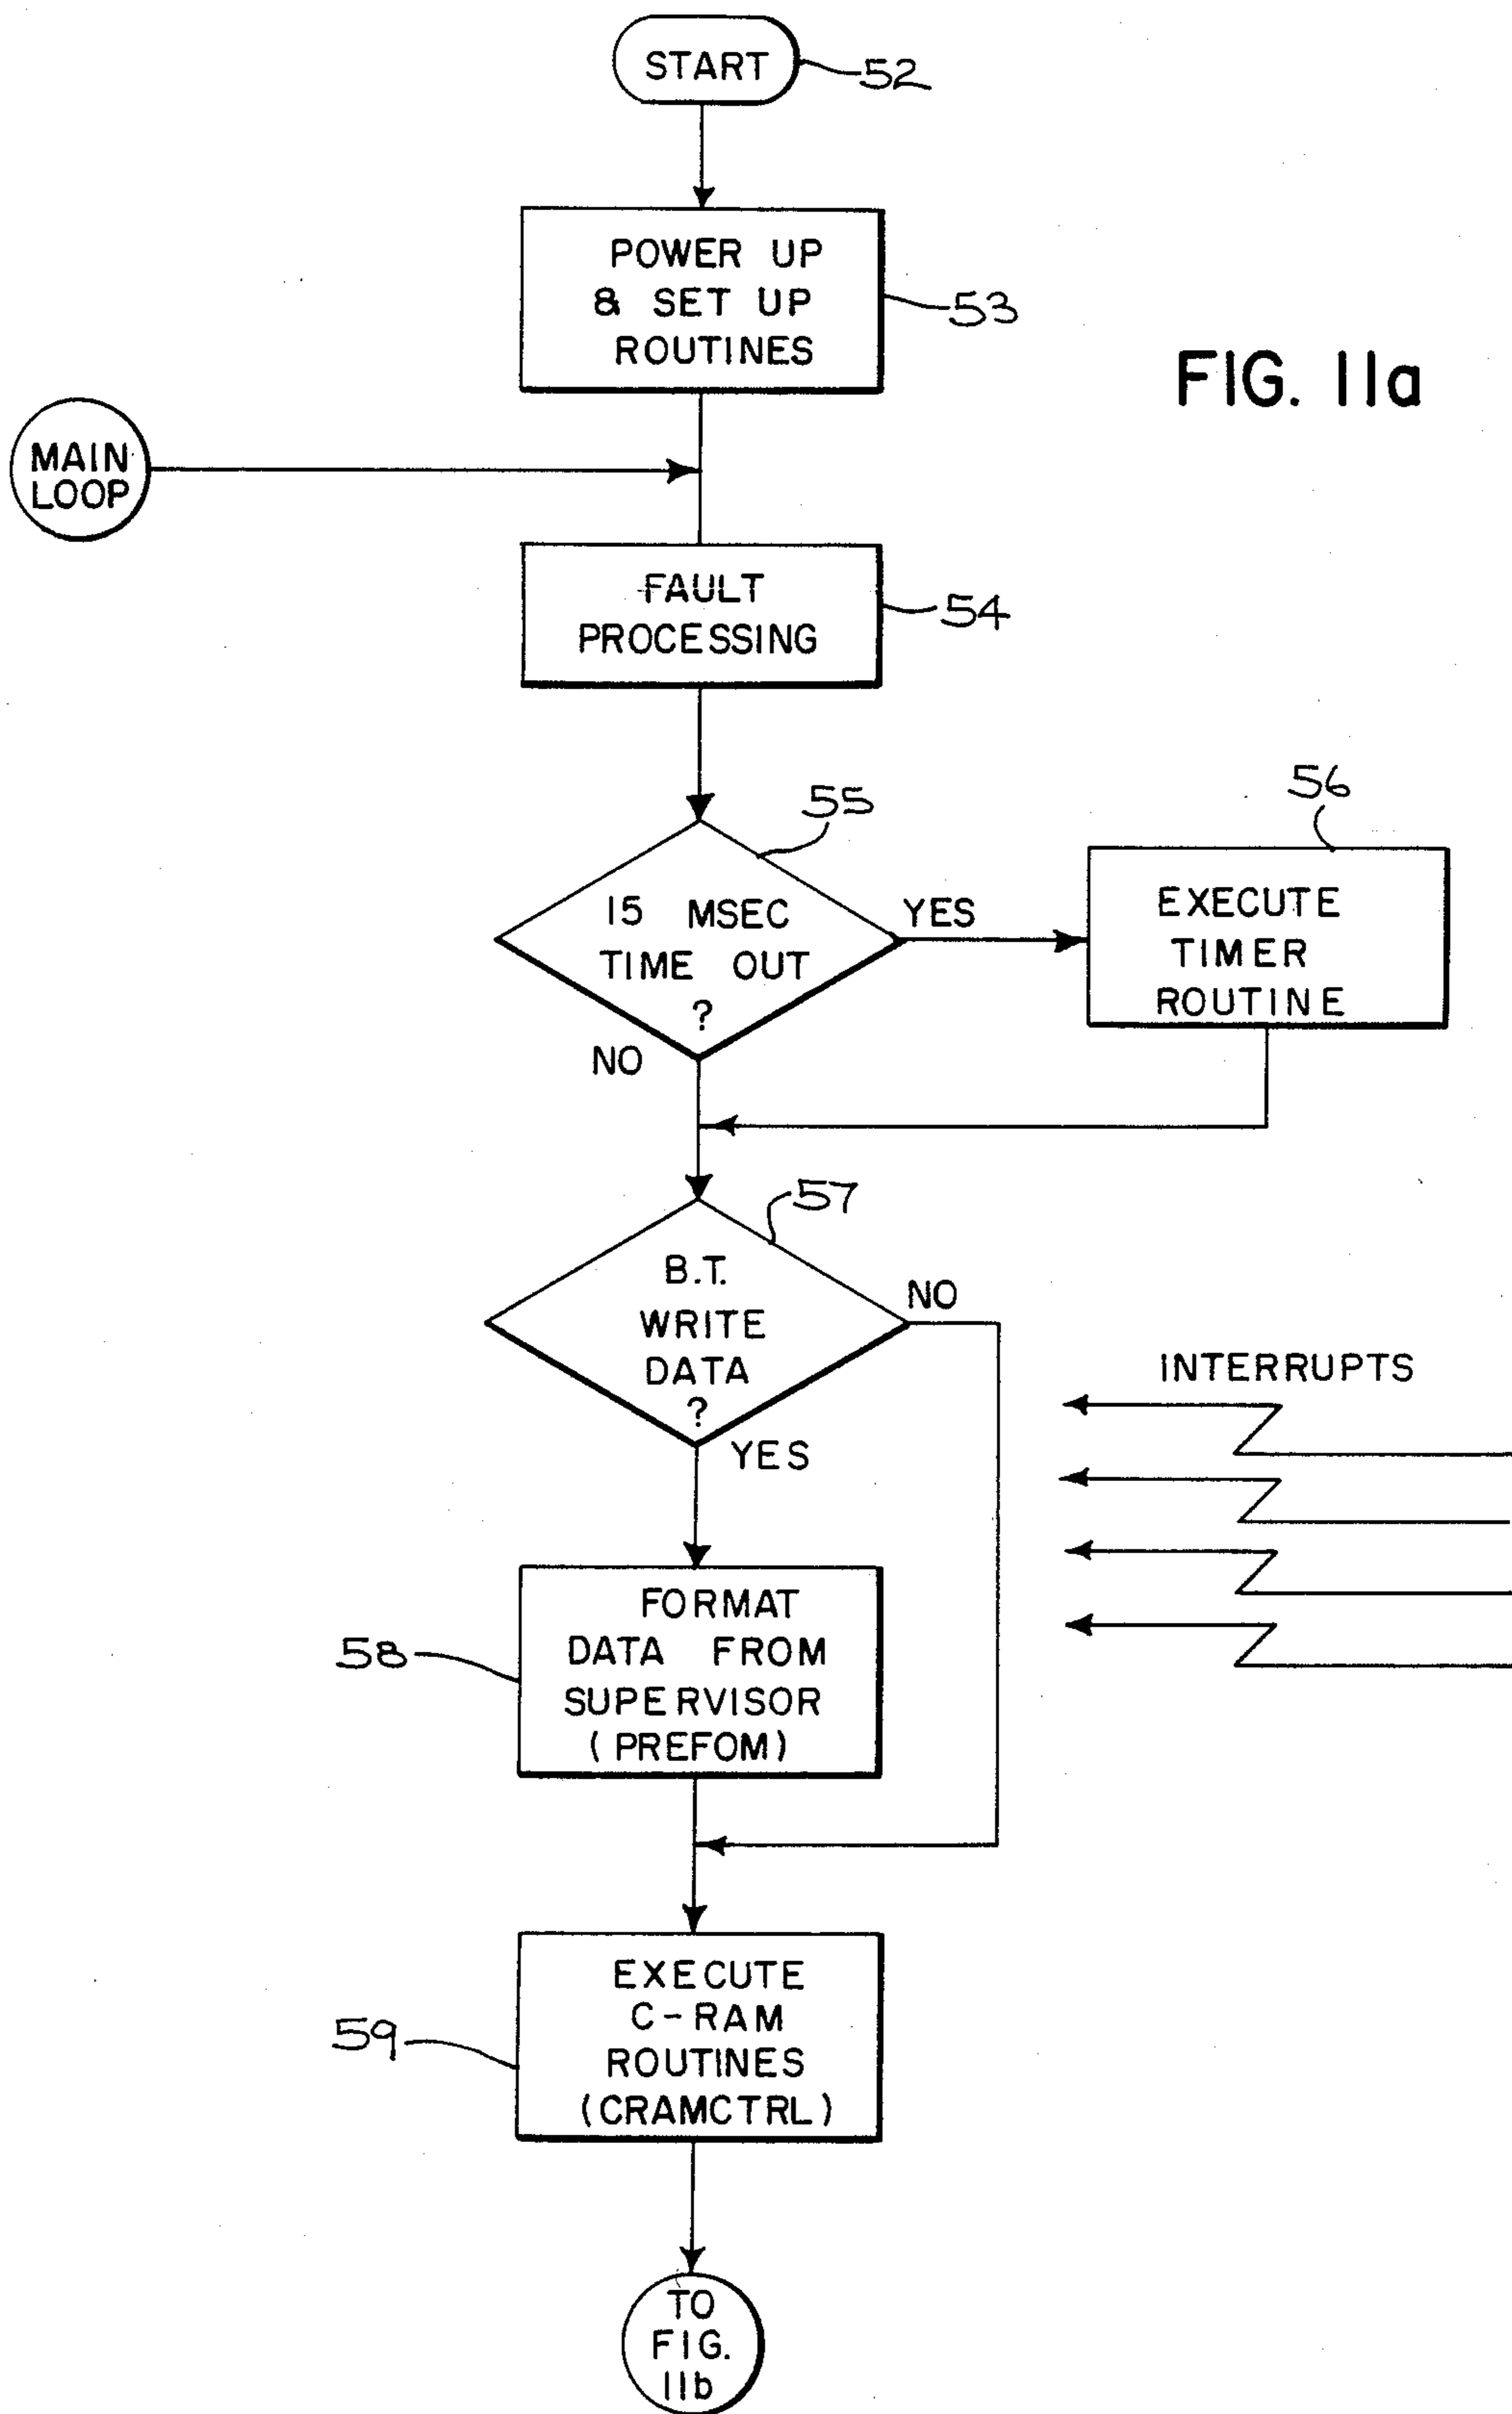 START
52
POWER UP
& SET UP
ROUTINES
53
FIG. 11a
MAIN
LOOP
FAULT
PROCESSING
54
55
56
15 MSEC
TIME OUT
?
YES
NO
EXECUTE
TIMER
ROUTINE
57
B.T.
WRITE
DATA
?
NO
YES
INTERRUPTS
58
FORMAT
DATA FROM
SUPERVISOR
(PREFOM)
59
EXECUTE
C-RAM
ROUTINES
(CRAMCTRL)
TO
FIG.
11b